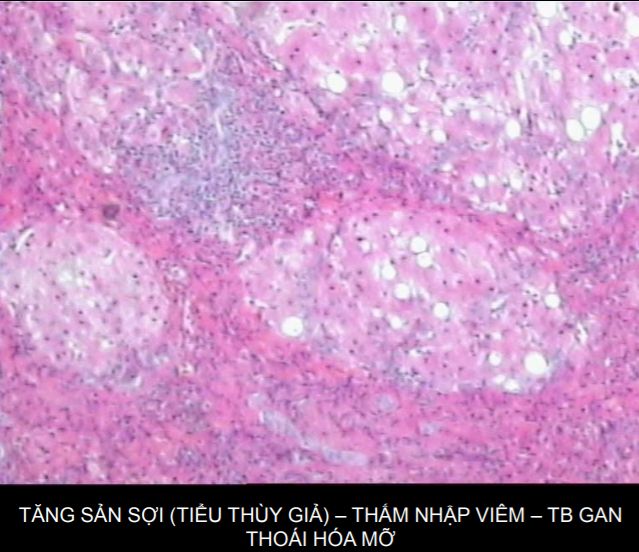 TĂNG SẢN SỢI (TIỂU THÙY GIẢ) – THẤM NHẬP VIÊM – TB GAN
THOÁI HÓA MỠ